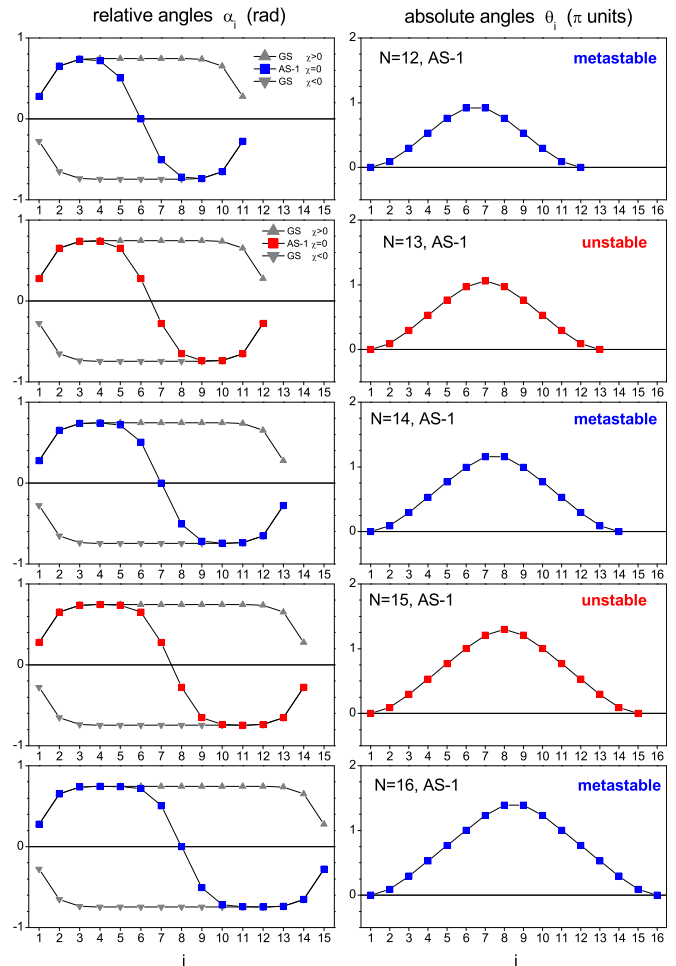 relative angles αi (rad)
absolute angles θi (π units)
1
0
-1
GS χ>0
AS-1 χ=0
GS χ<0
1 2 3 4 5 6 7 8 9 10 11 12 13 14 15
2
1
0
N=12, AS-1
metastable
1 2 3 4 5 6 7 8 9 10 11 12 13 14 15 16
1
0
-1
GS χ>0
AS-1 χ=0
GS χ<0
1 2 3 4 5 6 7 8 9 10 11 12 13 14 15
2
1
0
N=13, AS-1
unstable
1 2 3 4 5 6 7 8 9 10 11 12 13 14 15 16
1
0
-1
1 2 3 4 5 6 7 8 9 10 11 12 13 14 15
2
1
0
N=14, AS-1
metastable
1 2 3 4 5 6 7 8 9 10 11 12 13 14 15 16
1
0
-1
1 2 3 4 5 6 7 8 9 10 11 12 13 14 15
2
1
0
N=15, AS-1
unstable
1 2 3 4 5 6 7 8 9 10 11 12 13 14 15 16
1
0
-1
1 2 3 4 5 6 7 8 9 10 11 12 13 14 15
2
1
0
N=16, AS-1
metastable
1 2 3 4 5 6 7 8 9 10 11 12 13 14 15 16
i
i